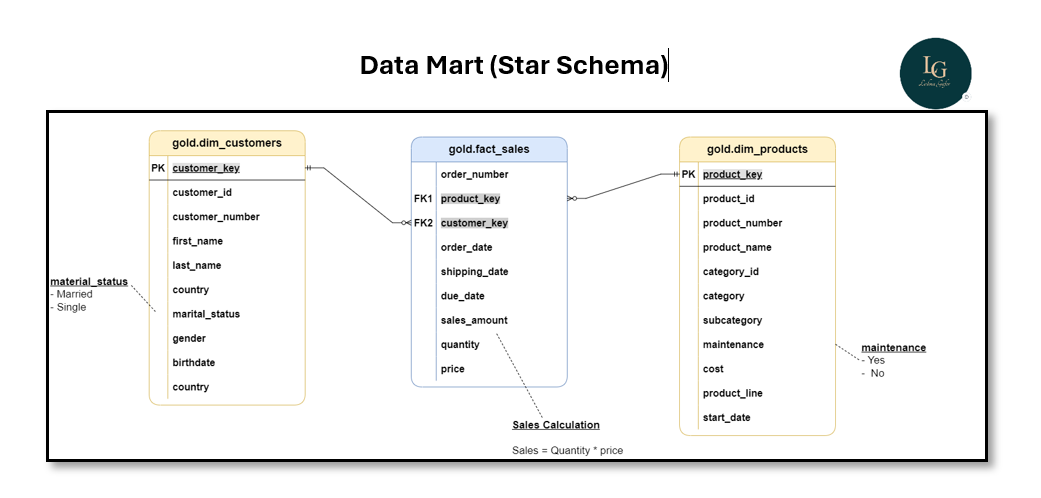 Data Mart (Star Schema)
LG
gold.dim_customers
PK customer_key
customer_id
customer_number
first_name
last_name
country
marital_status
gender
birthdate
country
material_status
- Married
- Single
gold.fact_sales
order_number
FK1 product_key
FK2 customer_key
order_date
shipping_date
due_date
sales_amount
quantity
price
Sales Calculation
Sales = Quantity * price
gold.dim_products
PK product_key
product_id
product_number
product_name
category_id
category
subcategory
maintenance
cost
product_line
start_date
maintenance
- Yes
- No